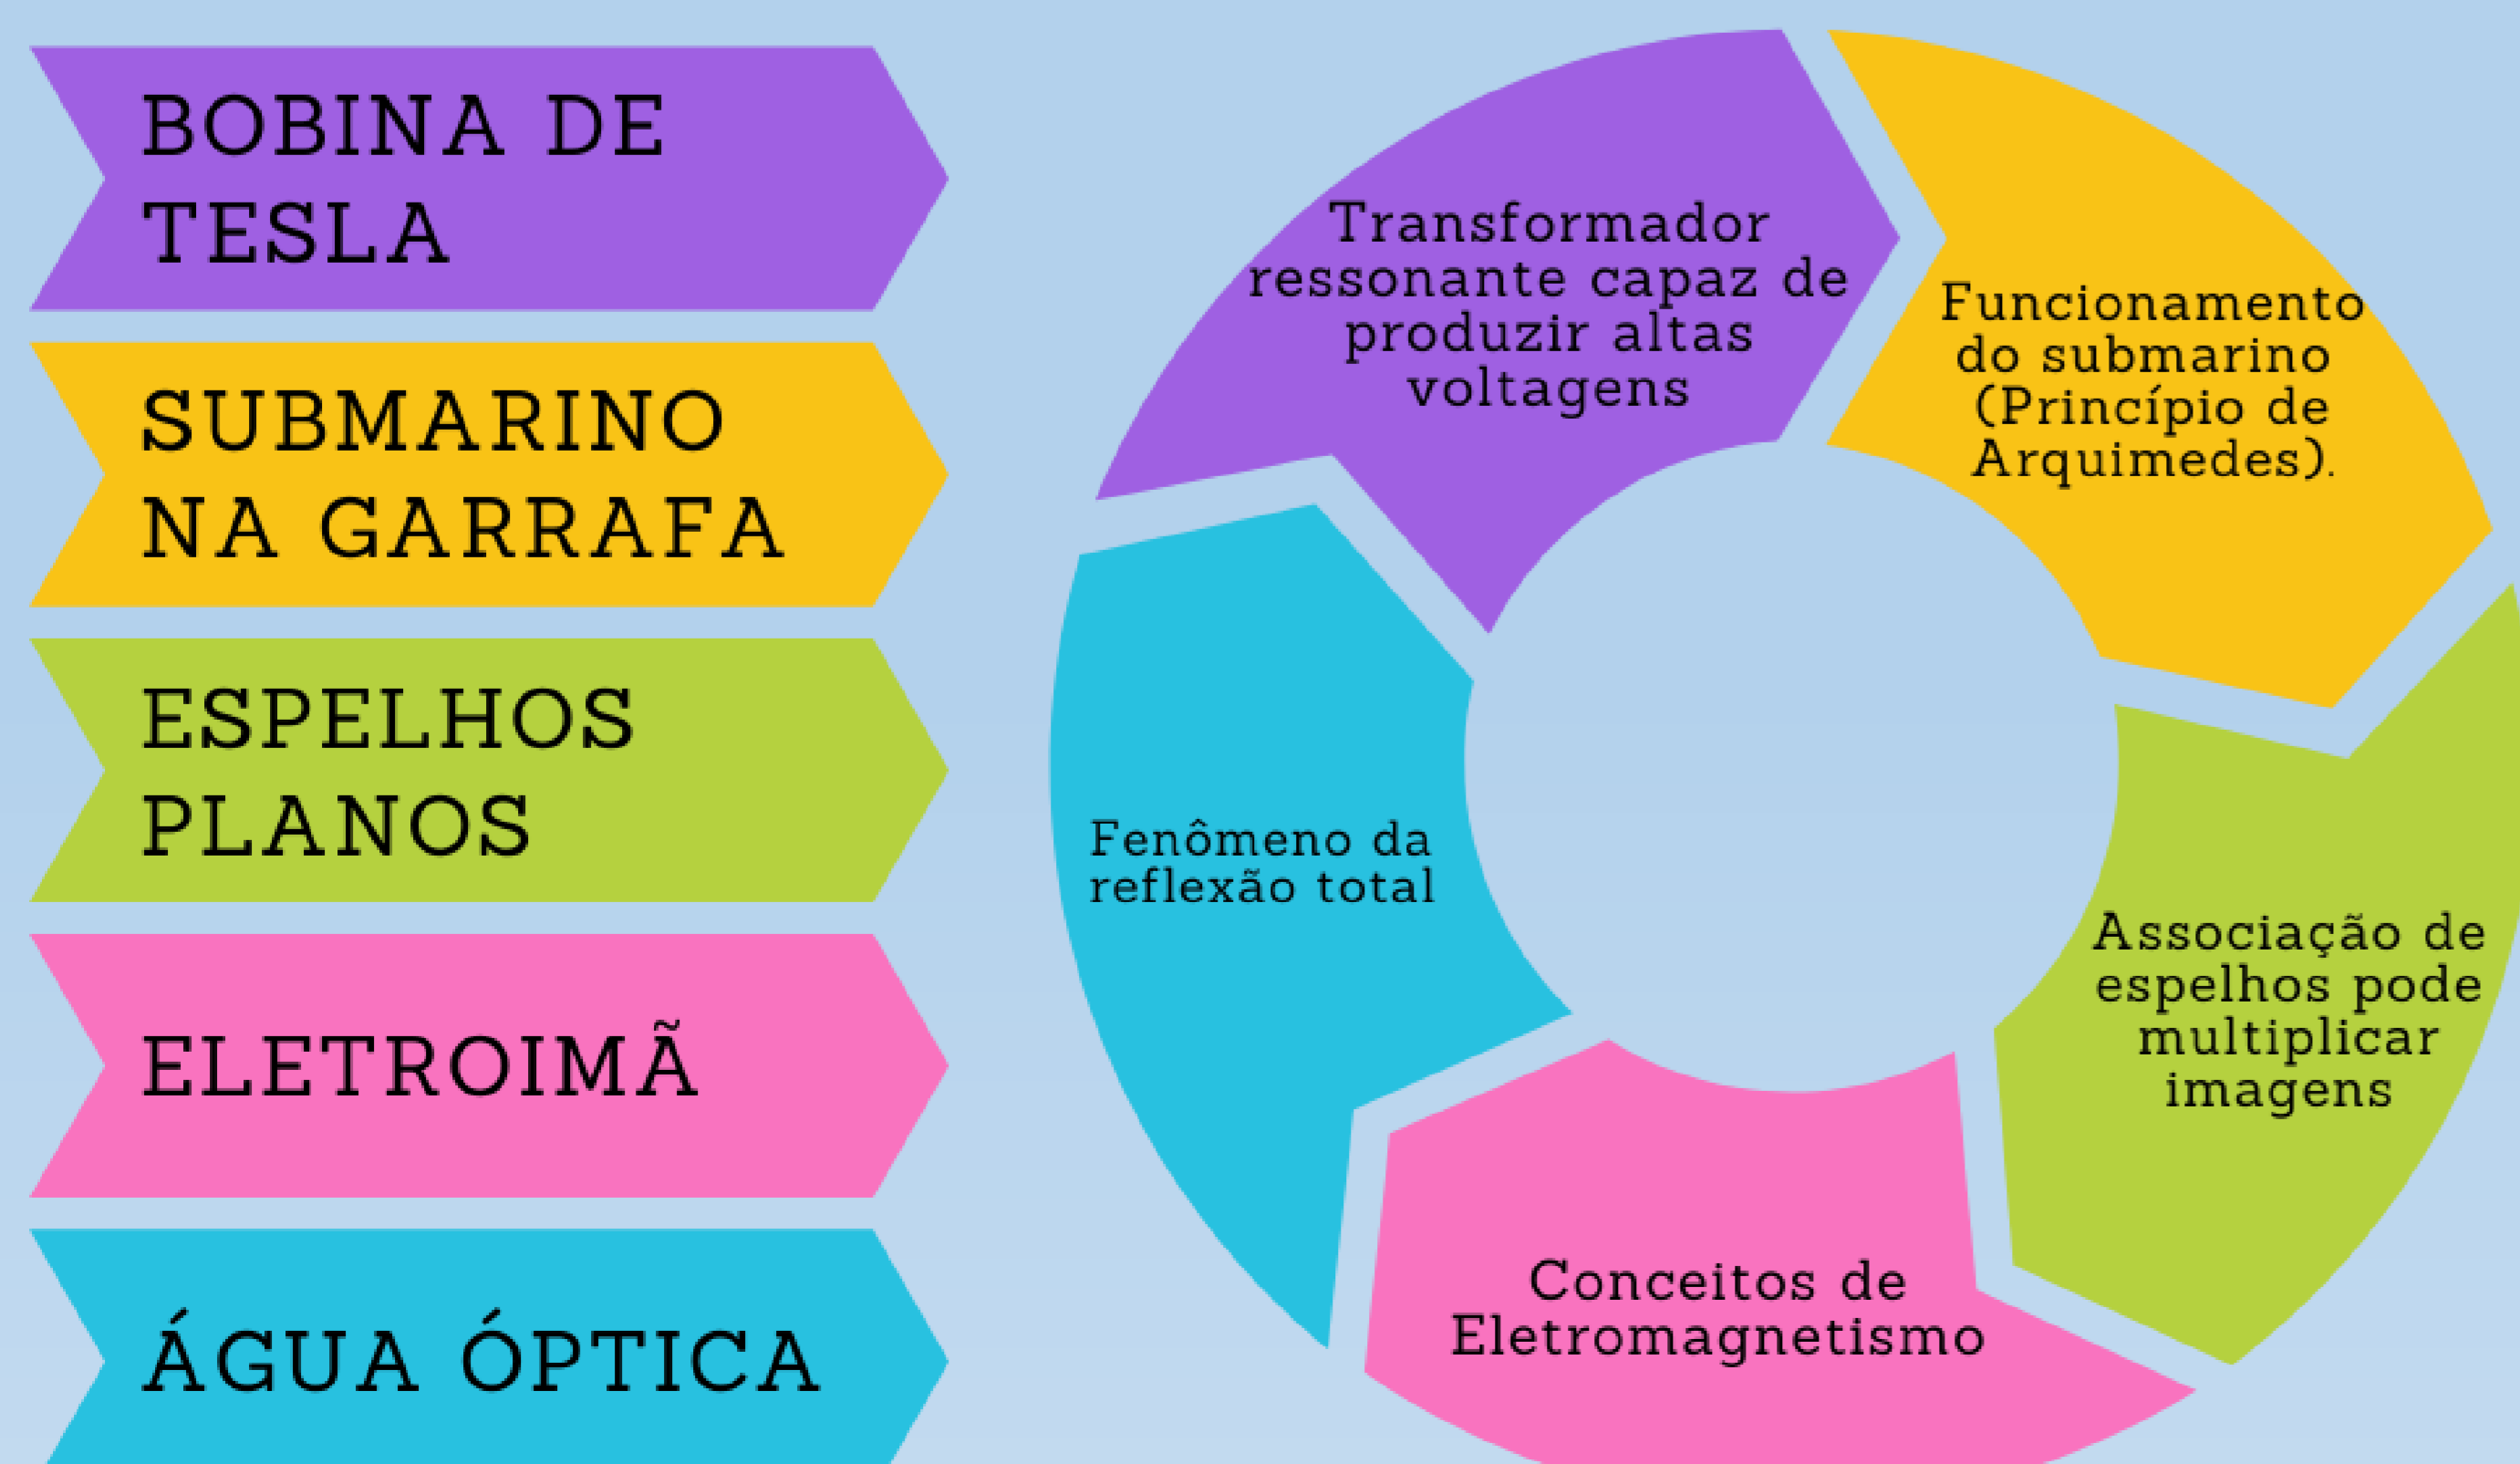 BOBINA DE
TESLA
SUBMARINO
NA GARRAFA
ESPELHOS
PLANOS
ELETROIMÃ
ÁGUA ÓPTICA
Transformador
ressonante capaz de
produzir altas
voltagens
Funcionamento
do submarino
(Princípio de
Arquimedes).
Associação de
espelhos pode
multiplicar
imagens
Conceitos de
Eletromagnetismo
Fenômeno da
reflexão total